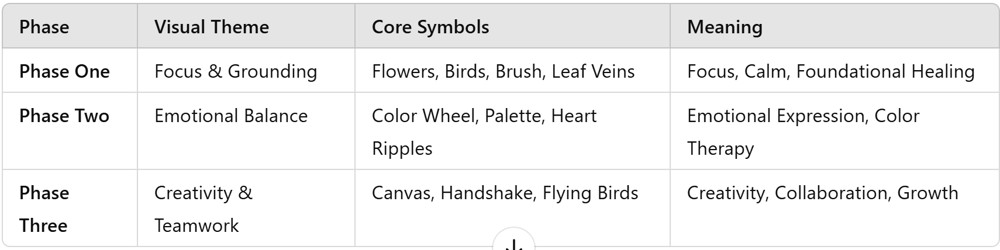 Phase Visual Theme Core Symbols Meaning
Phase One Focus & Grounding Flowers, Birds, Brush, Leaf Veins Focus, Calm, Foundational Healing
Phase Two Emotional Balance Color Wheel, Palette, Heart Emotional Expression, Color
Ripples Therapy
Phase Creativity & Canvas, Handshake, Flying Birds Creativity, Collaboration, Growth
Three Teamwork